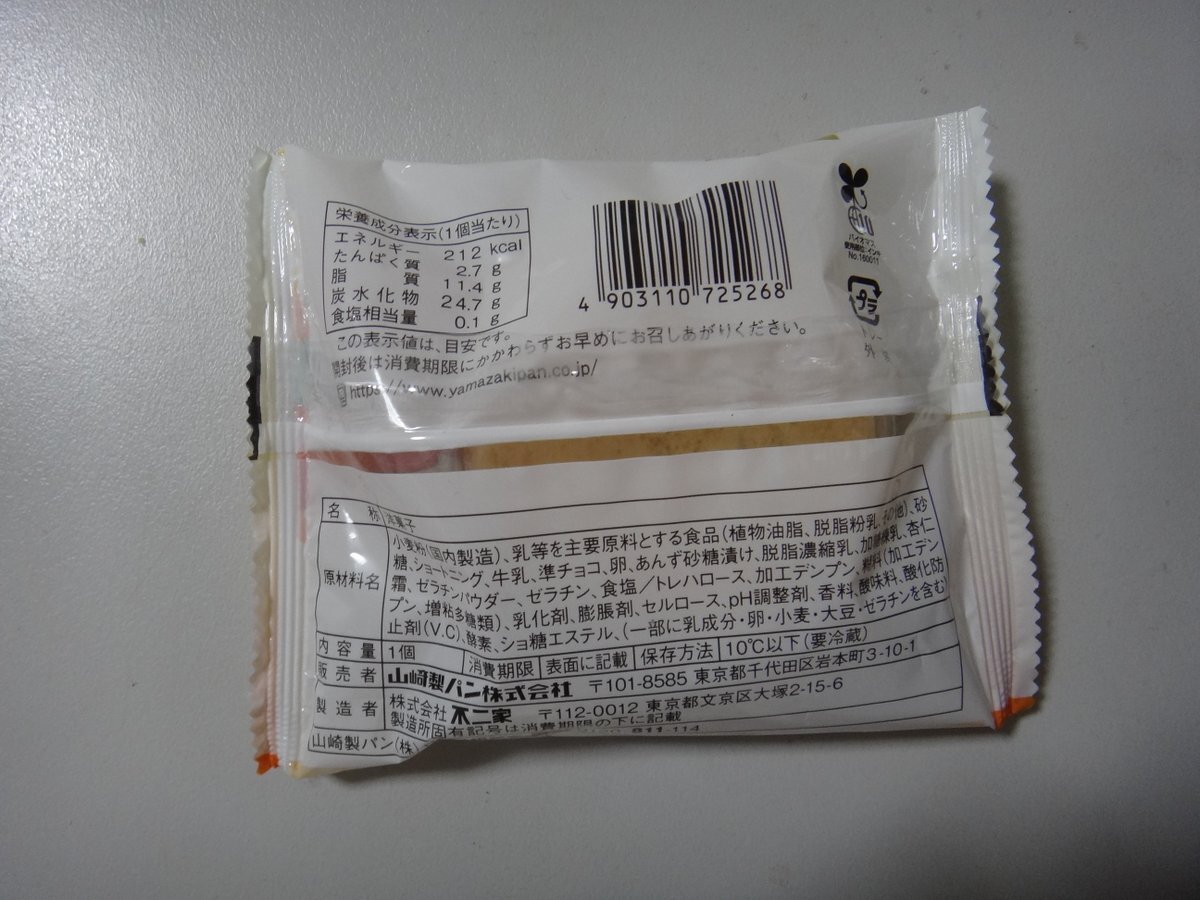 栄養成分表示(1個当たり)
エネルギー 212 kcal
たんぱく質 2.7 g
脂質 11.4 g
炭水化物 24.7 g
食塩相当量 0.1 g
この表示値は、目安です。
開封後は消費期限にかかわらずお早めにお召しあがりください。
https://www.yamazakipan.co.jp/
4 903110 725268
バイオマス
No.160011
プラ
外
名称 洋菓子
原材料名 小麦粉(国内製造)、乳等を主要原料とする食品(植物油脂、脱脂粉乳、その他)、砂
糖、ショートニング、牛乳、準チョコ、卵、あんず砂糖漬け、脱脂濃縮乳、加糖練乳、杏仁
霜、ゼラチンパウダー、ゼラチン、食塩/トレハロース、加工デンプン、糊料(加工デン
プン、増粘多糖類)、乳化剤、膨脹剤、セルロース、pH調整剤、香料、酸味料、酸化防
止剤(V.C)、酵素、ショ糖エステル、(一部に乳成分・卵・小麦・大豆・ゼラチンを含む)
内容量 1個 消費期限 表面に記載 保存方法 10℃以下(要冷蔵)
販売者 山崎製パン株式会社 〒101-8585 東京都千代田区岩本町3-10-1
製造者 株式会社 不二家 〒112-0012 東京都文京区大塚2-15-6
製造所固有記号は消費期限の下に記載
山崎製パン(株)